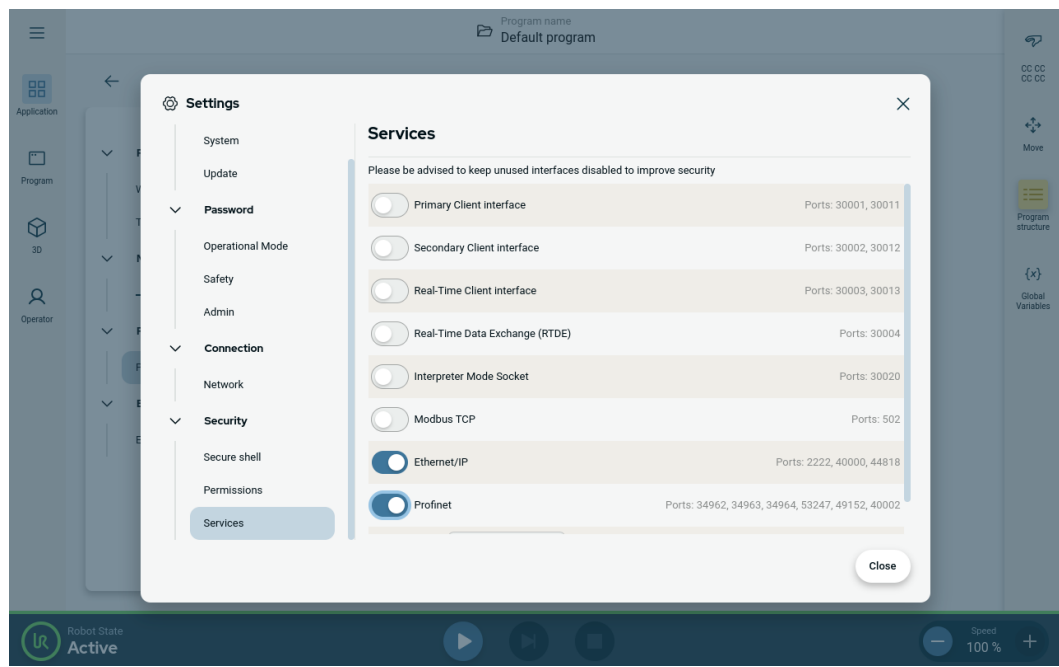 Program name
Default program
Application
Program
3D
Operator
Settings
System
Update
Password
Operational Mode
Safety
Admin
Connection
Network
Security
Secure shell
Permissions
Services
Services
Please be advised to keep unused interfaces disabled to improve security
Primary Client interface Ports: 30001, 30011
Secondary Client interface Ports: 30002, 30012
Real-Time Client interface Ports: 30003, 30013
Real-Time Data Exchange (RTDE) Ports: 30004
Interpreter Mode Socket Ports: 30020
Modbus TCP Ports: 502
Ethernet/IP Ports: 2222, 40000, 44818
Profinet Ports: 34962, 34963, 34964, 53247, 49152, 40002
Close
CC CC
CC CC
Move
Program
structure
{x}
Global
Variables
UR
Robot State
Active
Speed
100 %